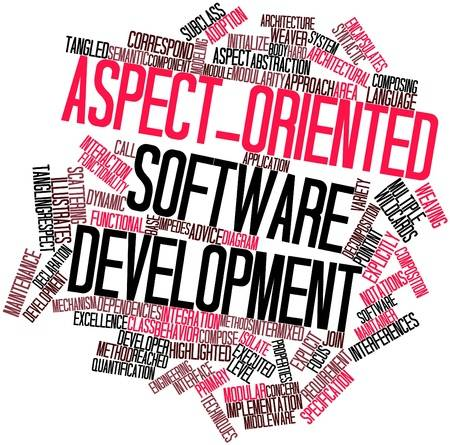 SUBCLASS
ADOPTION
ARCHITECTURE
ENCAPSULATES
SYNTACTIC
WEAVER SYSTEM
CORRESPOND
INITIALIZE BODY HARD ARCHITECTURAL
TANGLED SEMANTIC COMPONENT MODELING ASPECT ABSTRACTION COMPOSING
MODULE MODULARITY APPROACH AREA LANGUAGE
ASPECT-ORIENTED
CALL APPLICATION
INTERACTION
FUNCTIONALITY
SOFTWARE
VARIETY
DECOMPOSITION
POINTCUT
MULTIPLE
WILDCARDS
WEAVING
TANGLING RESPECT
ILLUSTRATES
SCATTERING
DYNAMIC
FUNCTIONAL IMPEDES ADVICE DIAGRAM
DEVELOPMENT
EXPLICITLY
COMPOSITION
NOTATIONS
MAINTENANCE
DECLARATION
DEVELOPMENT
SOFTWARE
MAINTAINED
INTERFERENCES
MECHANISM DEPENDENCIES INTEGRATION METHODS INTERMIXED JOIN
EXCELLENCE CLASS BEHAVIOR COMPOSE ISOLATE EXPLICIT
FOCUS
DEVELOPER HIGHLIGHTED EXECUTED
LEVEL
PROPERTIES
REQUIREMENT
SPECIFICATION
METHOD REACHED
QUANTIFICATION
ENGINEERING
INTERFACE
PRIMARY
TECHNIQUES
MODULAR CONCERN
IMPLEMENTATION
MIDDLEWARE